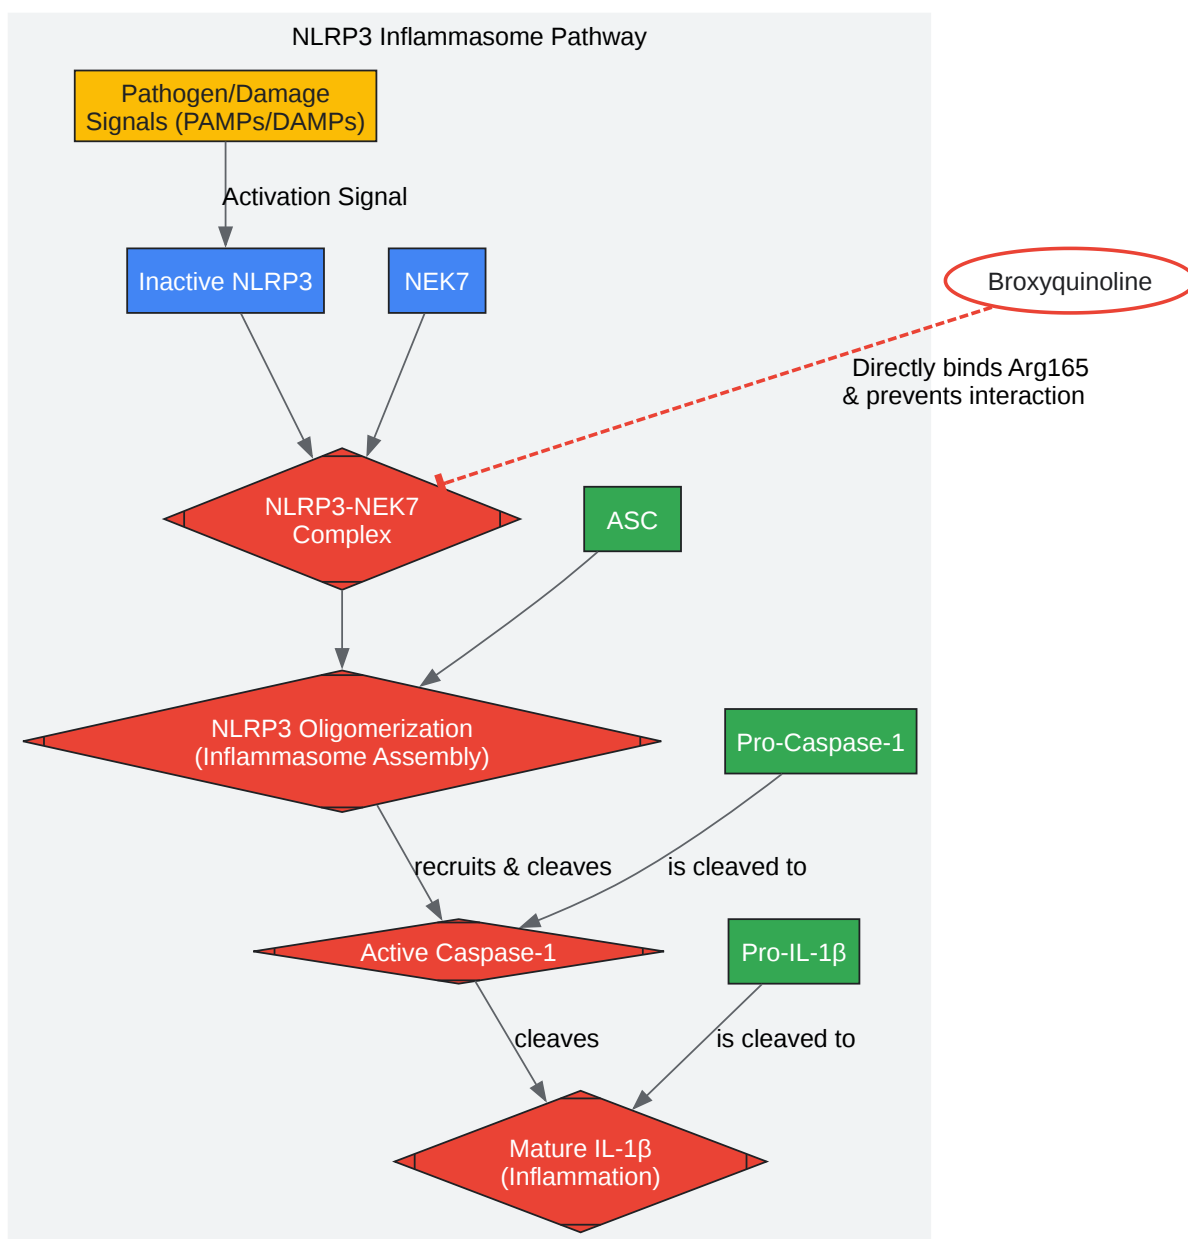 NLRP3 Inflammasome Pathway
Pathogen/Damage
Signals (PAMPs/DAMPs)
Activation Signal
Inactive NLRP3
NEK7
Broxyquinoline
Directly binds Arg165
& prevents interaction
NLRP3-NEK7
Complex
ASC
NLRP3 Oligomerization
(Inflammasome Assembly)
Pro-Caspase-1
recruits & cleaves
is cleaved to
Active Caspase-1
Pro-IL-1β
cleaves
is cleaved to
Mature IL-1β
(Inflammation)